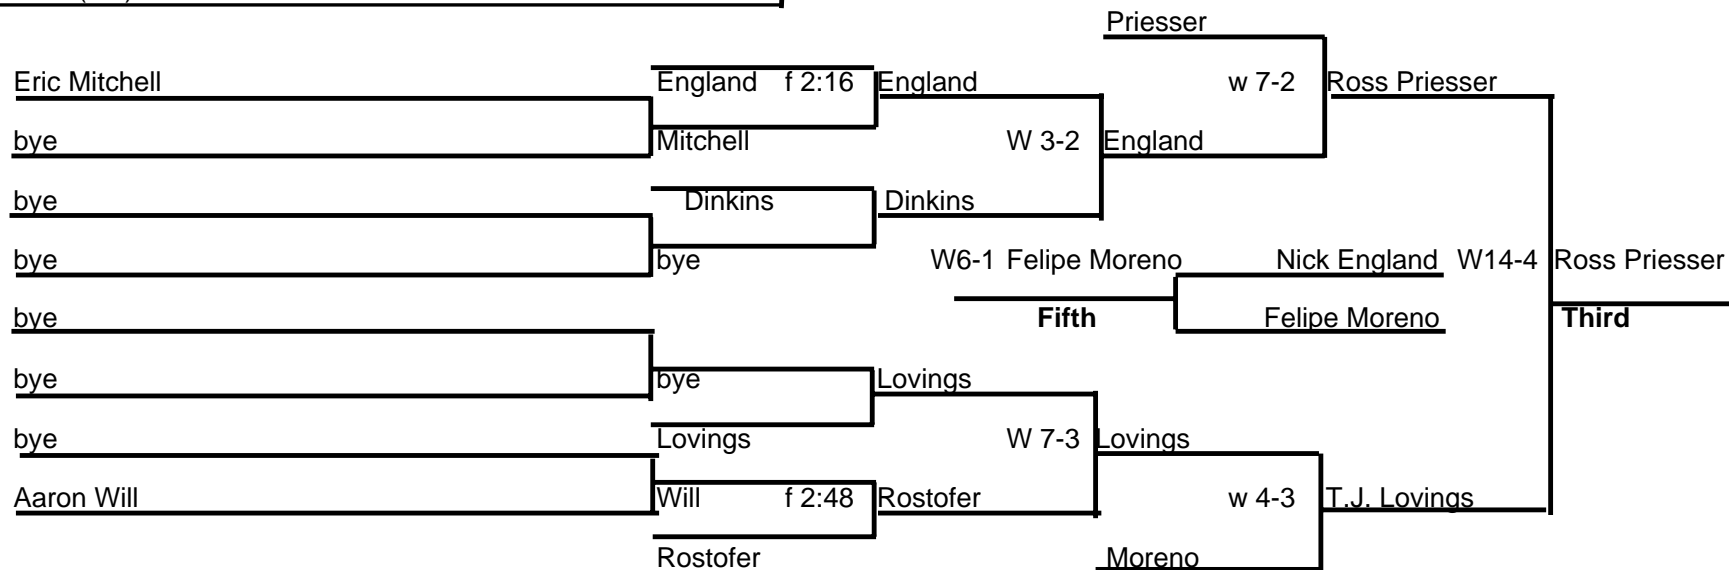 Priesser
Eric Mitchell England f 2:16 England w 7-2 Ross Priesser
bye Mitchell W 3-2 England
bye Dinkins Dinkins
bye bye W6-1 Felipe Moreno Nick England W14-4 Ross Priesser
bye Fifth Felipe Moreno Third
bye bye Lovings
bye Lovings W 7-3 Lovings
Aaron Will Will f 2:48 Rostofer w 4-3 T.J. Lovings
Rostofer Moreno